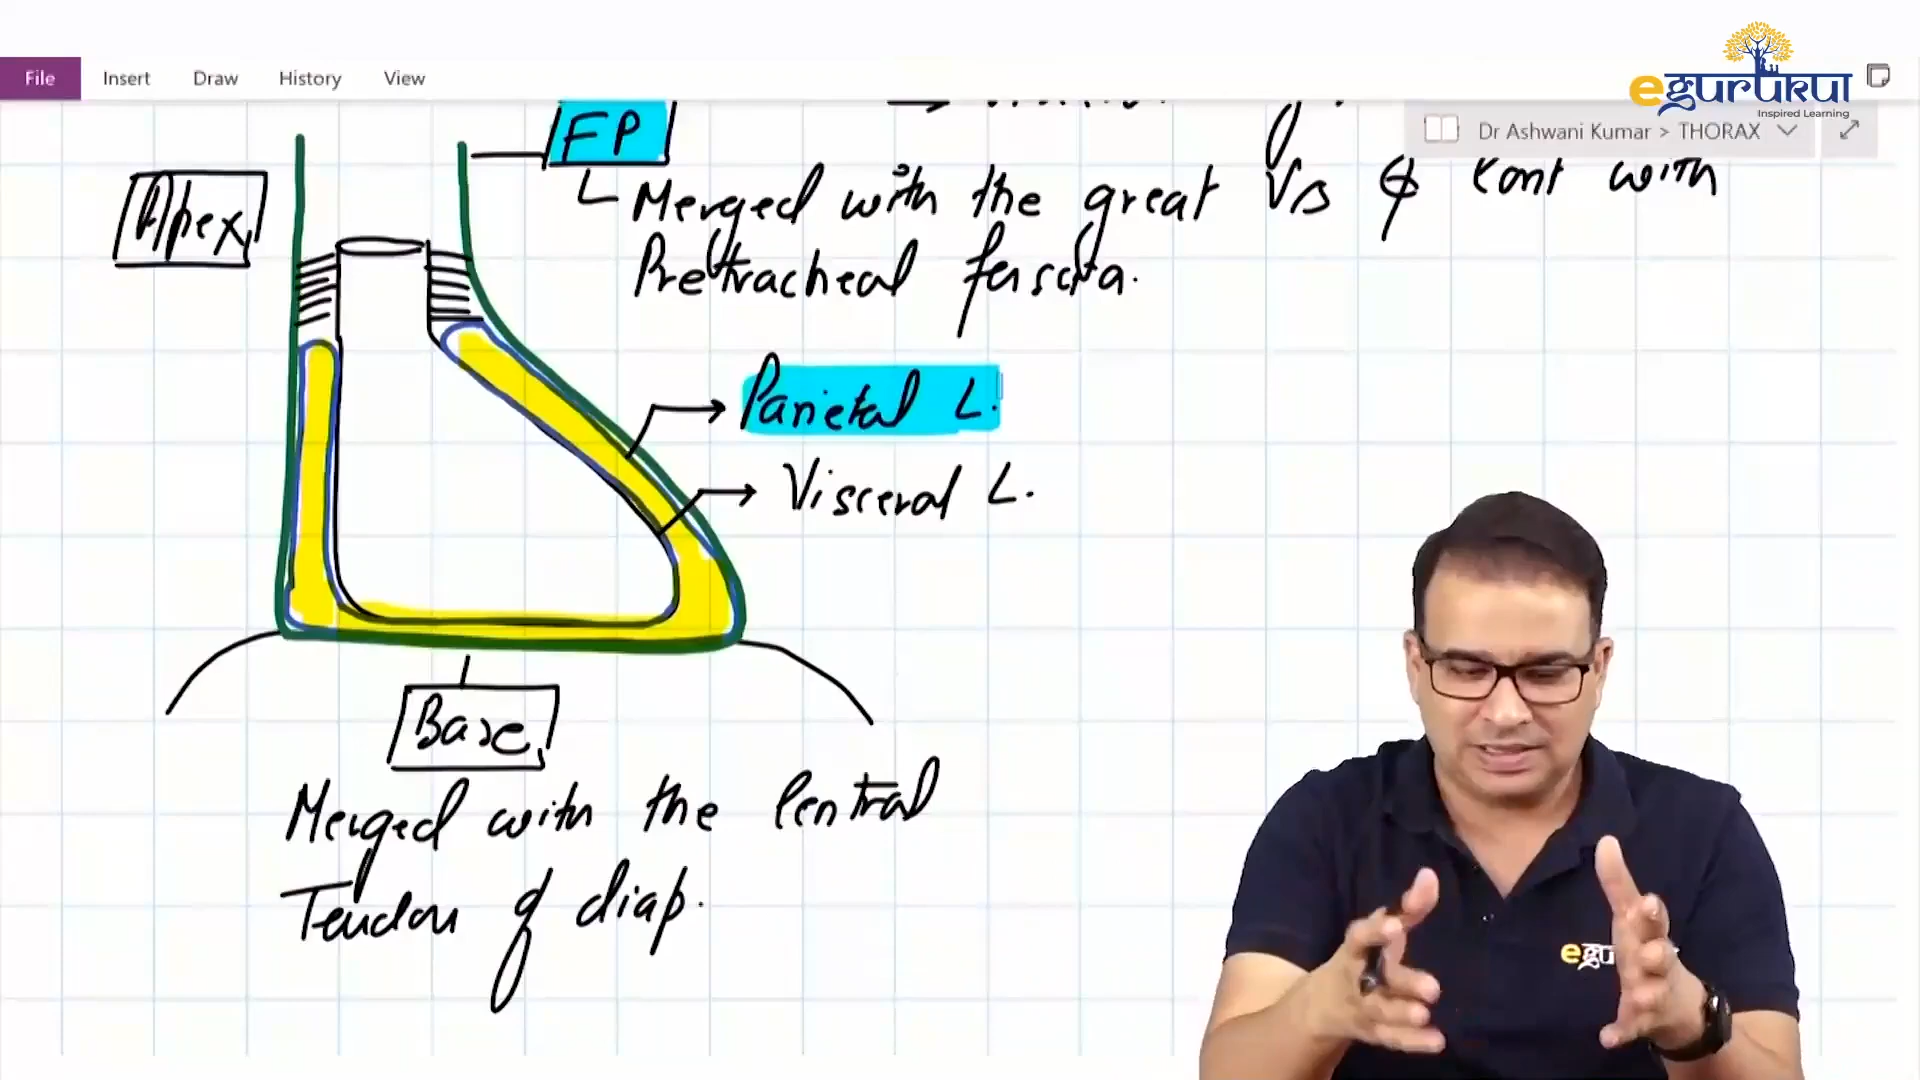 egurukul
Inspired Learning
File Insert Draw History View
Dr Ashwani Kumar > THORAX
FP
Apex
Merged with the great Vs & cont with
Pretracheal fascia.
Parietal L.
Visceral L.
Base
Merged with the Central
Tendon of diap.
egu